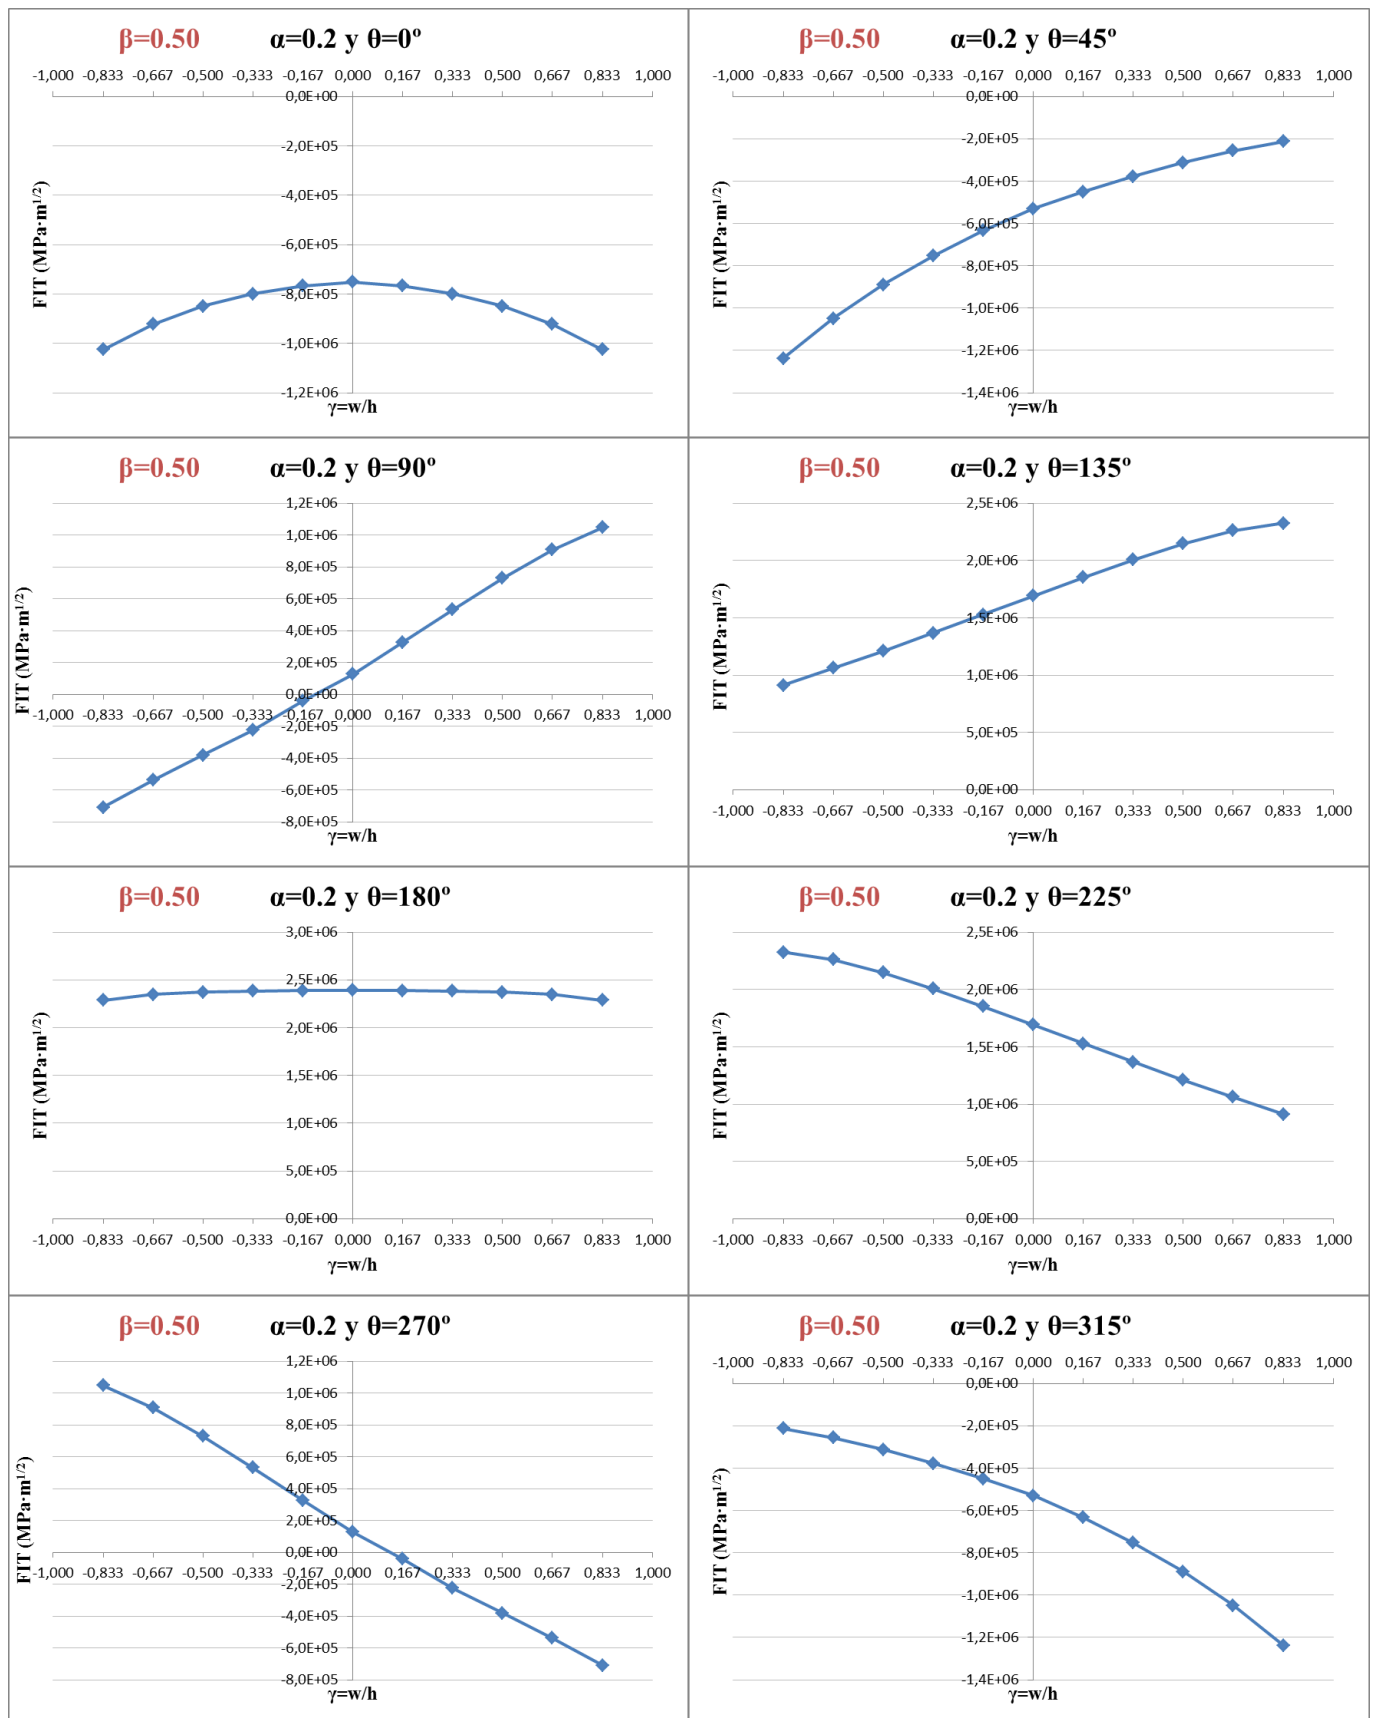 β=0.50 α=0.2 y θ=0º
-1,000 -0,833 -0,667 -0,500 -0,333 -0,167 0,000 0,167 0,333 0,500 0,667 0,833 1,000
0,0E+00
-2,0E+05
-4,0E+05
-6,0E+05
-8,0E+05
-1,0E+06
-1,2E+06
FIT (MPa·m1/2)
γ=w/h
β=0.50 α=0.2 y θ=45º
-1,000 -0,833 -0,667 -0,500 -0,333 -0,167 0,000 0,167 0,333 0,500 0,667 0,833 1,000
0,0E+00
-2,0E+05
-4,0E+05
-6,0E+05
-8,0E+05
-1,0E+06
-1,2E+06
-1,4E+06
FIT (MPa·m1/2)
γ=w/h
β=0.50 α=0.2 y θ=90º
1,2E+06
1,0E+06
8,0E+05
6,0E+05
4,0E+05
2,0E+05
0,0E+00
-1,000 -0,833 -0,667 -0,500 -0,333 -0,167 0,000 0,167 0,333 0,500 0,667 0,833 1,000
-2,0E+05
-4,0E+05
-6,0E+05
-8,0E+05
FIT (MPa·m1/2)
γ=w/h
β=0.50 α=0.2 y θ=135º
2,5E+06
2,0E+06
1,5E+06
1,0E+06
5,0E+05
0,0E+00
-1,000 -0,833 -0,667 -0,500 -0,333 -0,167 0,000 0,167 0,333 0,500 0,667 0,833 1,000
FIT (MPa·m1/2)
γ=w/h
β=0.50 α=0.2 y θ=180º
3,0E+06
2,5E+06
2,0E+06
1,5E+06
1,0E+06
5,0E+05
0,0E+00
-1,000 -0,833 -0,667 -0,500 -0,333 -0,167 0,000 0,167 0,333 0,500 0,667 0,833 1,000
FIT (MPa·m1/2)
γ=w/h
β=0.50 α=0.2 y θ=225º
2,5E+06
2,0E+06
1,5E+06
1,0E+06
5,0E+05
0,0E+00
-1,000 -0,833 -0,667 -0,500 -0,333 -0,167 0,000 0,167 0,333 0,500 0,667 0,833 1,000
FIT (MPa·m1/2)
γ=w/h
β=0.50 α=0.2 y θ=270º
1,2E+06
1,0E+06
8,0E+05
6,0E+05
4,0E+05
2,0E+05
0,0E+00
-1,000 -0,833 -0,667 -0,500 -0,333 -0,167 0,000 0,167 0,333 0,500 0,667 0,833 1,000
-2,0E+05
-4,0E+05
-6,0E+05
-8,0E+05
FIT (MPa·m1/2)
γ=w/h
β=0.50 α=0.2 y θ=315º
-1,000 -0,833 -0,667 -0,500 -0,333 -0,167 0,000 0,167 0,333 0,500 0,667 0,833 1,000
0,0E+00
-2,0E+05
-4,0E+05
-6,0E+05
-8,0E+05
-1,0E+06
-1,2E+06
-1,4E+06
FIT (MPa·m1/2)
γ=w/h